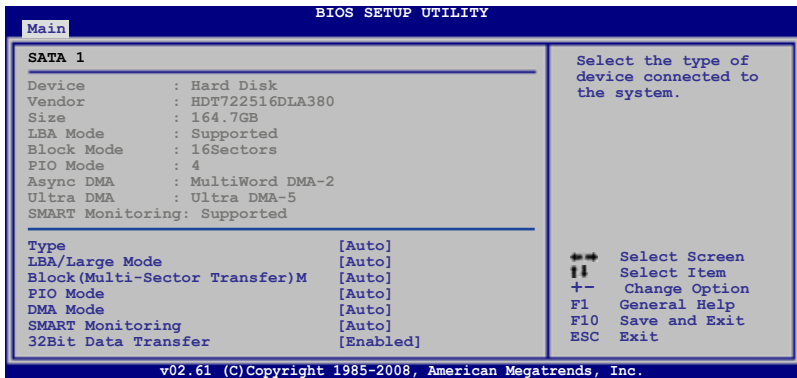 BIOS SETUP UTILITY
Main
SATA 1
Device : Hard Disk
Vendor : HDT722516DLA380
Size : 164.7GB
LBA Mode : Supported
Block Mode : 16Sectors
PIO Mode : 4
Async DMA : MultiWord DMA-2
Ultra DMA : Ultra DMA-5
SMART Monitoring: Supported
Type [Auto]
LBA/Large Mode [Auto]
Block(Multi-Sector Transfer)M [Auto]
PIO Mode [Auto]
DMA Mode [Auto]
SMART Monitoring [Auto]
32Bit Data Transfer [Enabled]
Select the type of
device connected to
the system.
←→ Select Screen
↑↓ Select Item
+- Change Option
F1 General Help
F10 Save and Exit
ESC Exit
v02.61 (C)Copyright 1985-2008, American Megatrends, Inc.